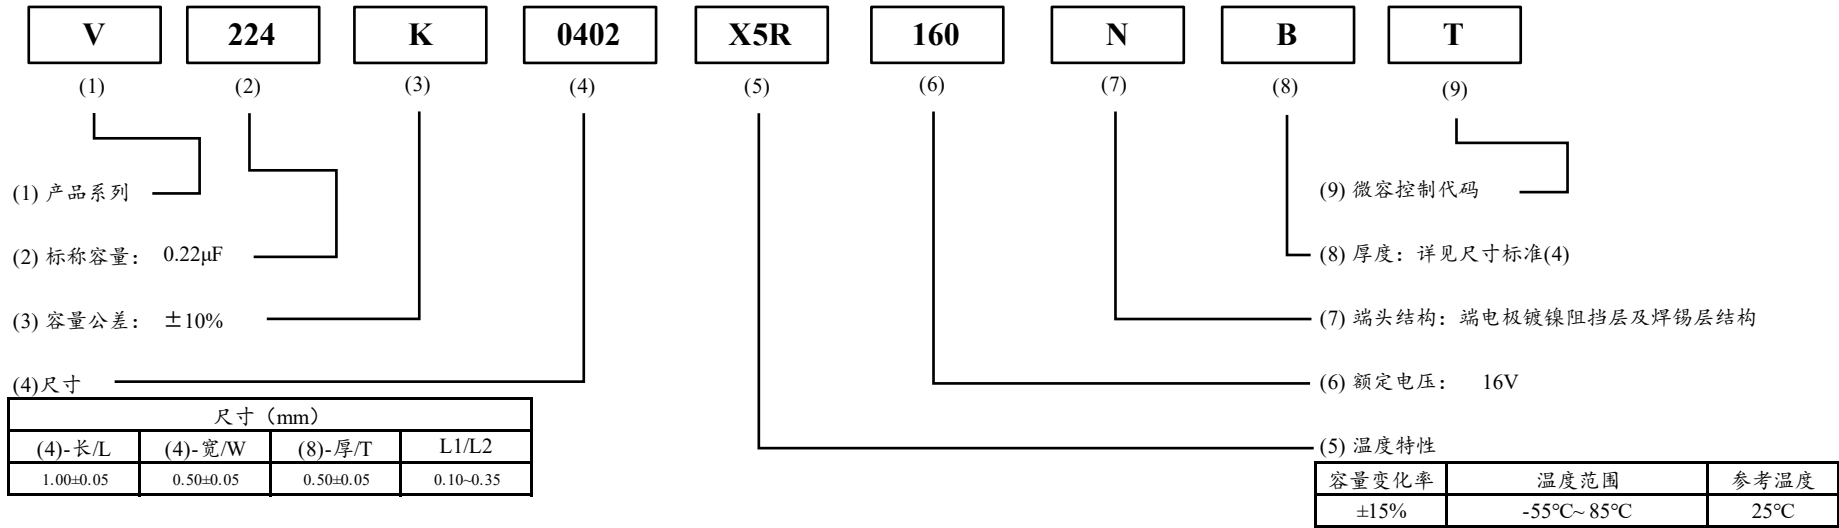 V 224 K 0402 X5R 160 N B T
(1) (2) (3) (4) (5) (6) (7) (8) (9)
(1) 产品系列
(2) 标称容量： 0.22μF
(3) 容量公差： ±10%
(4)尺寸
尺寸（mm）
(4)-长/L (4)-宽/W (8)-厚/T L1/L2
1.00±0.05 0.50±0.05 0.50±0.05 0.10~0.35
(9) 微容控制代码
(8) 厚度：详见尺寸标准(4)
(7) 端头结构：端电极镀镍阻挡层及焊锡层结构
(6) 额定电压： 16V
(5) 温度特性
容量变化率 温度范围 参考温度
±15% -55℃~ 85℃ 25℃